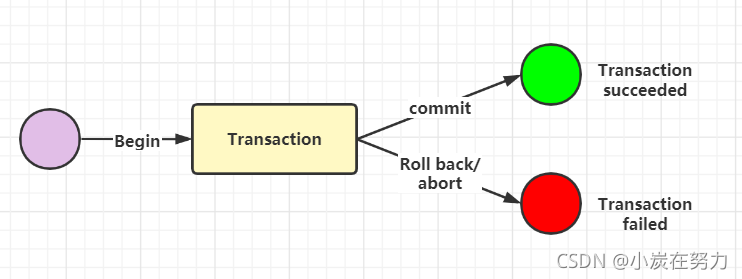 Begin
Transaction
commit
Roll back/
abort
Transaction
succeeded
Transaction
failed
CSDN @小炭在努力